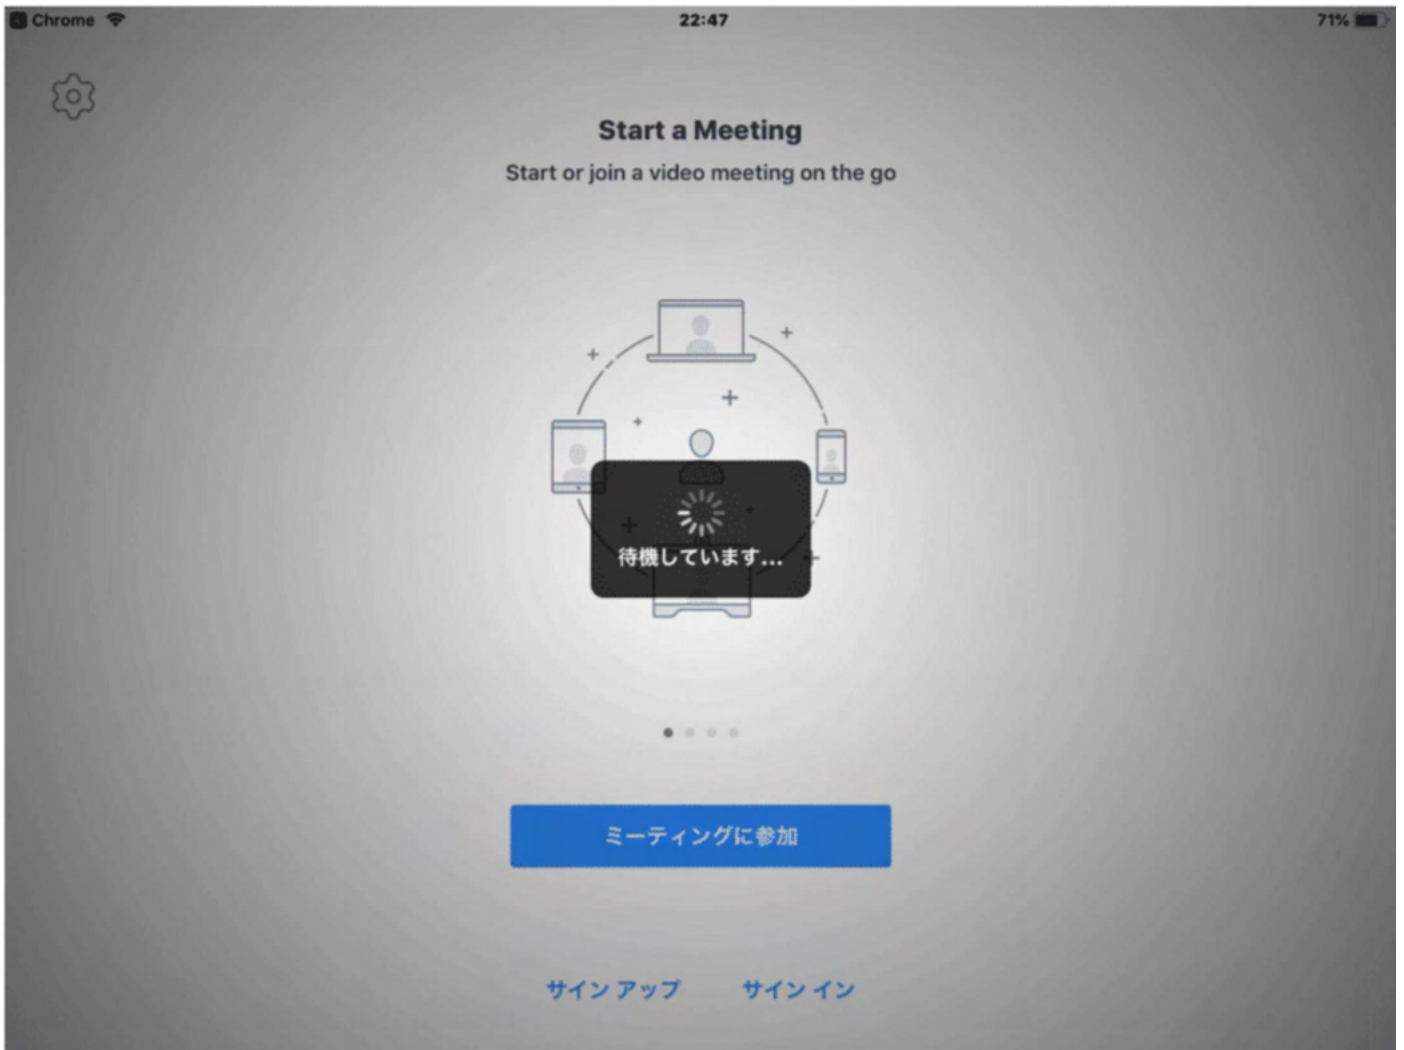 Chrome
22:47
71%
Start a Meeting
Start or join a video meeting on the go
待機しています...
ミーティングに参加
サイン アップ
サイン イン